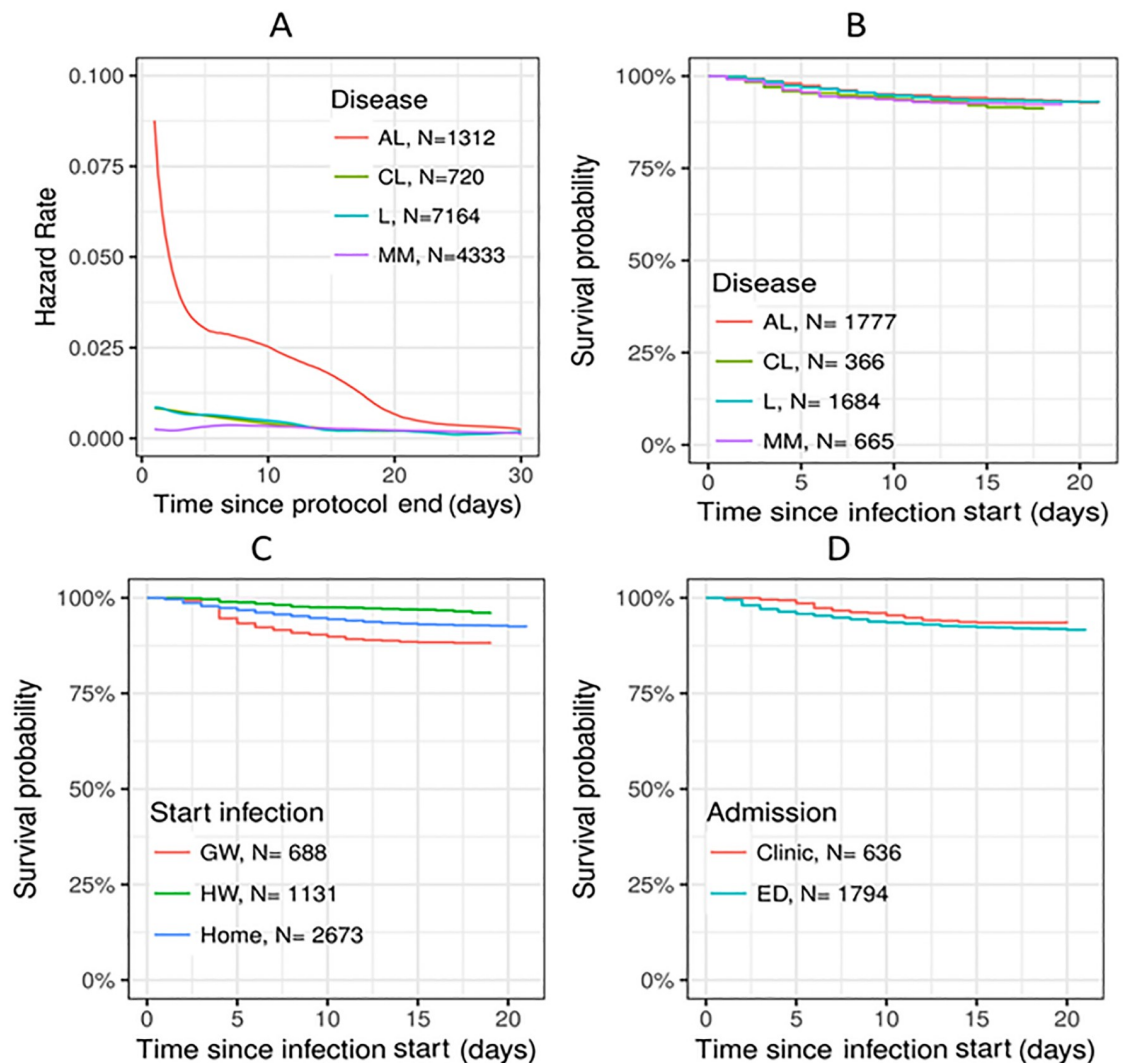 A
Hazard Rate
0.100
0.075
0.050
0.025
0.000
Disease
AL, N=1312
CL, N=720
L, N=7164
MM, N=4333
0
10
20
30
Time since protocol end (days)
B
Survival probability
100%
75%
50%
25%
0%
Disease
AL, N= 1777
CL, N= 366
L, N= 1684
MM, N= 665
0
5
10
15
20
Time since infection start (days)
C
Survival probability
100%
75%
50%
25%
0%
Start infection
GW, N= 688
HW, N= 1131
Home, N= 2673
0
5
10
15
20
Time since infection start (days)
D
Survival probability
100%
75%
50%
25%
0%
Admission
Clinic, N= 636
ED, N= 1794
0
5
10
15
20
Time since infection start (days)